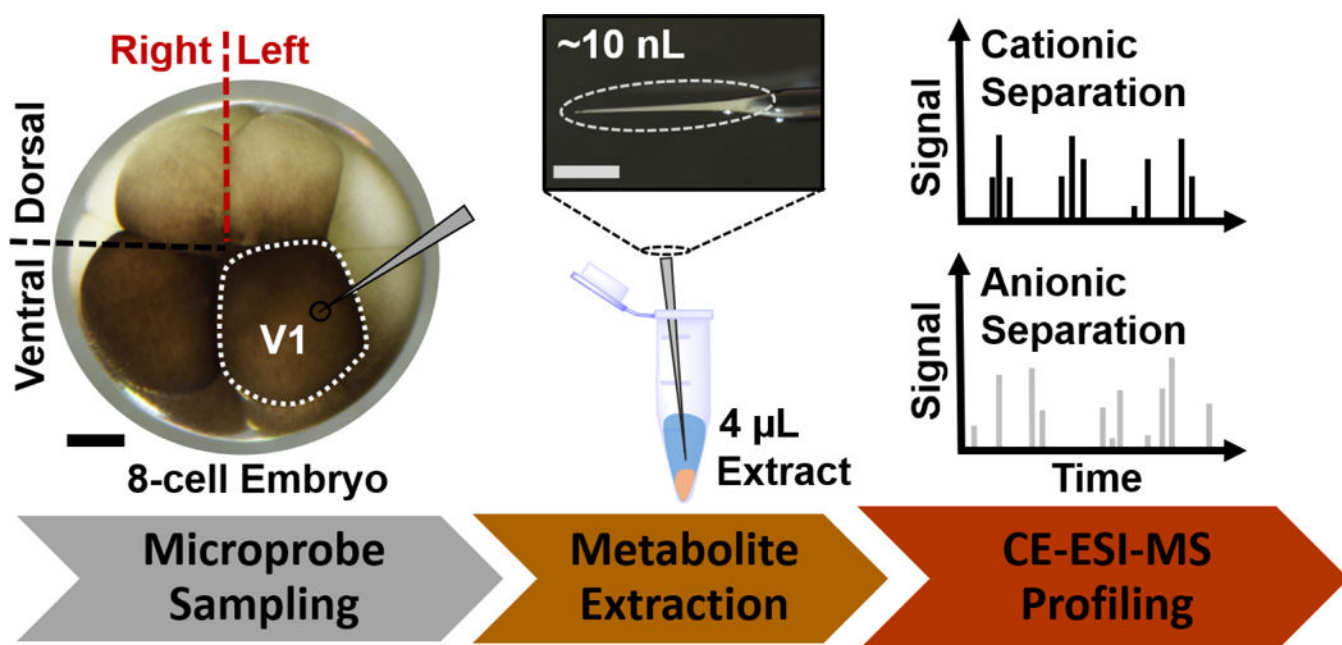 Right Left
Dorsal
Ventral
V1
8-cell Embryo
~10 nL
4 µL
Extract
Signal
Cationic
Separation
Signal
Anionic
Separation
Time
Microprobe
Sampling
Metabolite
Extraction
CE-ESI-MS
Profiling